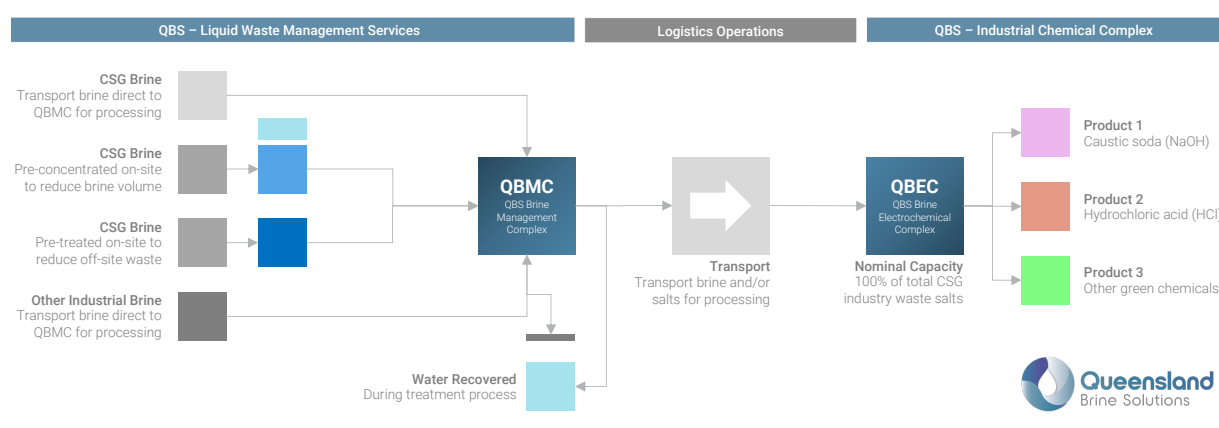 QBS – Liquid Waste Management Services
Logistics Operations
QBS – Industrial Chemical Complex
CSG Brine
Transport brine direct to
QBMC for processing
CSG Brine
Pre-concentrated on-site
to reduce brine volume
CSG Brine
Pre-treated on-site to
reduce off-site waste
Other Industrial Brine
Transport brine direct to
QBMC for processing
QBMC
QBS Brine
Management
Complex
Water Recovered
During treatment process
Transport
Transport brine and/or
salts for processing
QBEC
QBS Brine
Electrochemical
Complex
Nominal Capacity
100% of total CSG
industry waste salts
Product 1
Caustic soda (NaOH)
Product 2
Hydrochloric acid (HCl)
Product 3
Other green chemicals
Queensland
Brine Solutions